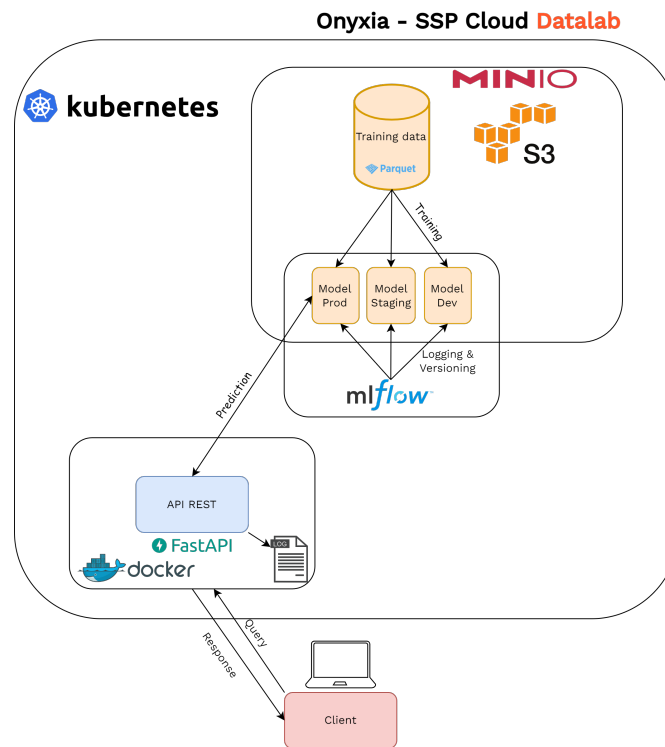 Onyxia - SSP Cloud Datalab
kubernetes
MINIO
Training data
Parquet
S3
Training
Model
Prod
Model
Staging
Model
Dev
Logging &
Versioning
mlflow™
Prediction
API REST
FastAPI
LOG
docker
Query
Response
Client